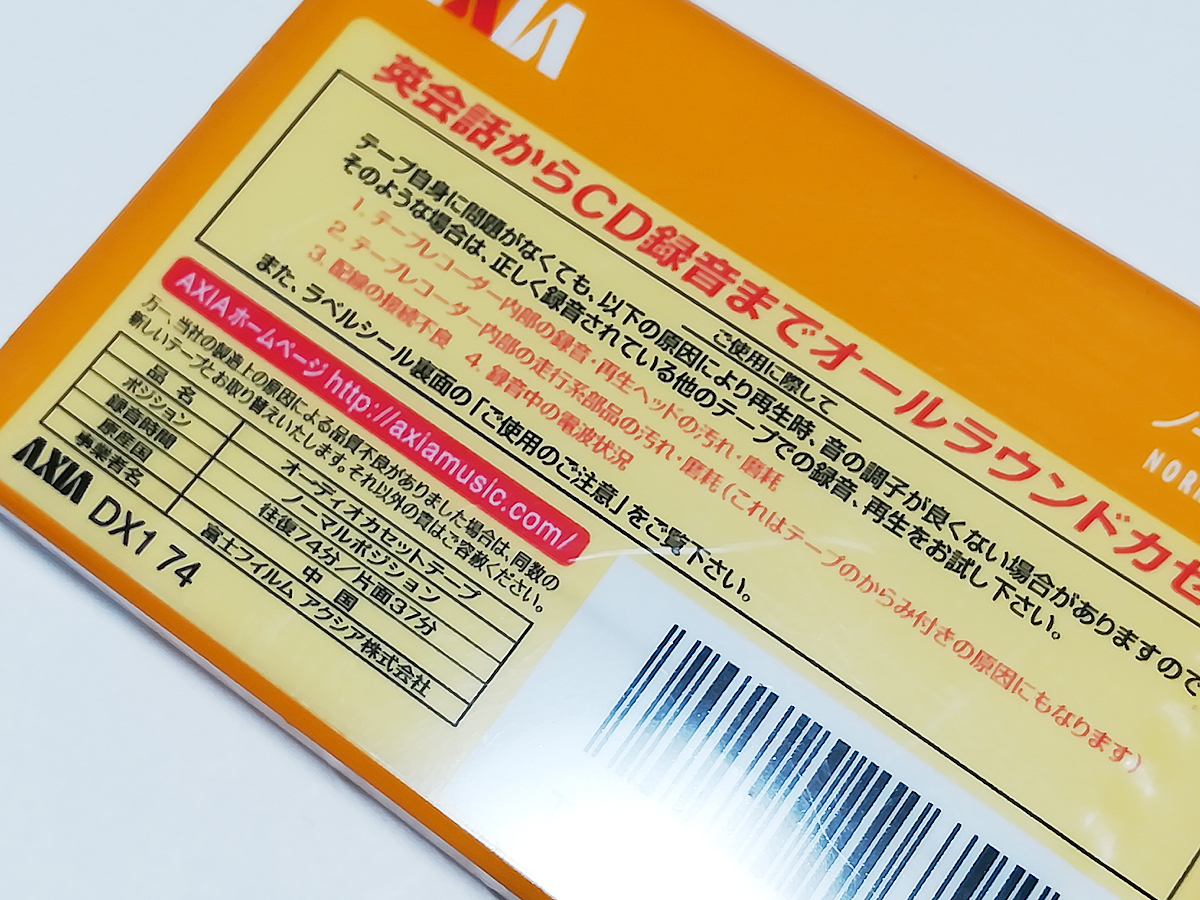 AXIA
英会話からCD録音までオールラウンドカセ
ご使用に際して
テープ自身に問題がなくても、以下の原因により再生時、音の調子が良くない場合がありますので、
そのような場合は、正しく録音されている他のテープでの録音、再生をお試し下さい。
1. テープレコーダー内部の録音・再生ヘッドの汚れ・磨耗
2. テープレコーダー内部の走行系部品の汚れ・磨耗(これはテープのからみ付きの原因にもなります)
3. 配線の接続不良 4. 録音中の電波状況
また、ラベルシール裏面の「ご使用のご注意」をご覧下さい。
AXIAホームページ http://axiamusic.com/
万一、当社の製造上の原因による品質不良がありました場合は、同数の
新しいテープとお取り替えいたします。それ以外の責はご容赦ください。
品名 オーディオカセットテープ
ポジション ノーマルポジション
録音時間 往復74分/片面37分
原産国 中国
事業者名 富士フイルム アクシア株式会社
AXIA DX1 74
ノー
NOR